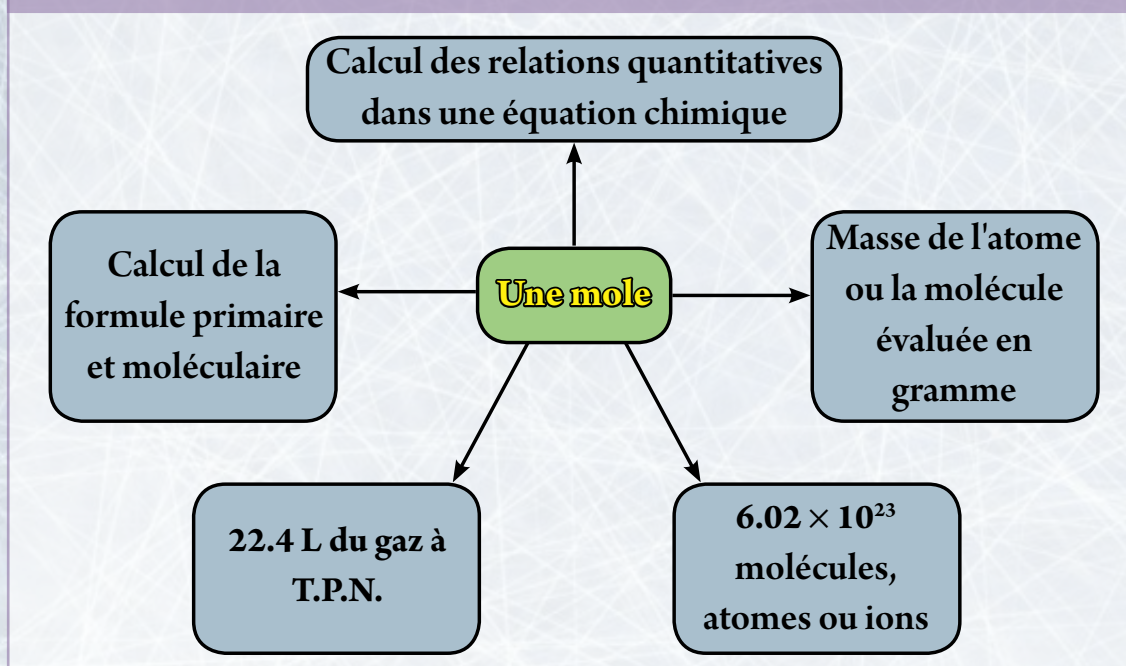 Calcul des relations quantitatives
dans une équation chimique
Calcul de la
formule primaire
et moléculaire
Une mole
Masse de l'atome
ou la molécule
évaluée en
gramme
22.4 L du gaz à
T.P.N.
6.02 × 10²³
molécules,
atomes ou ions